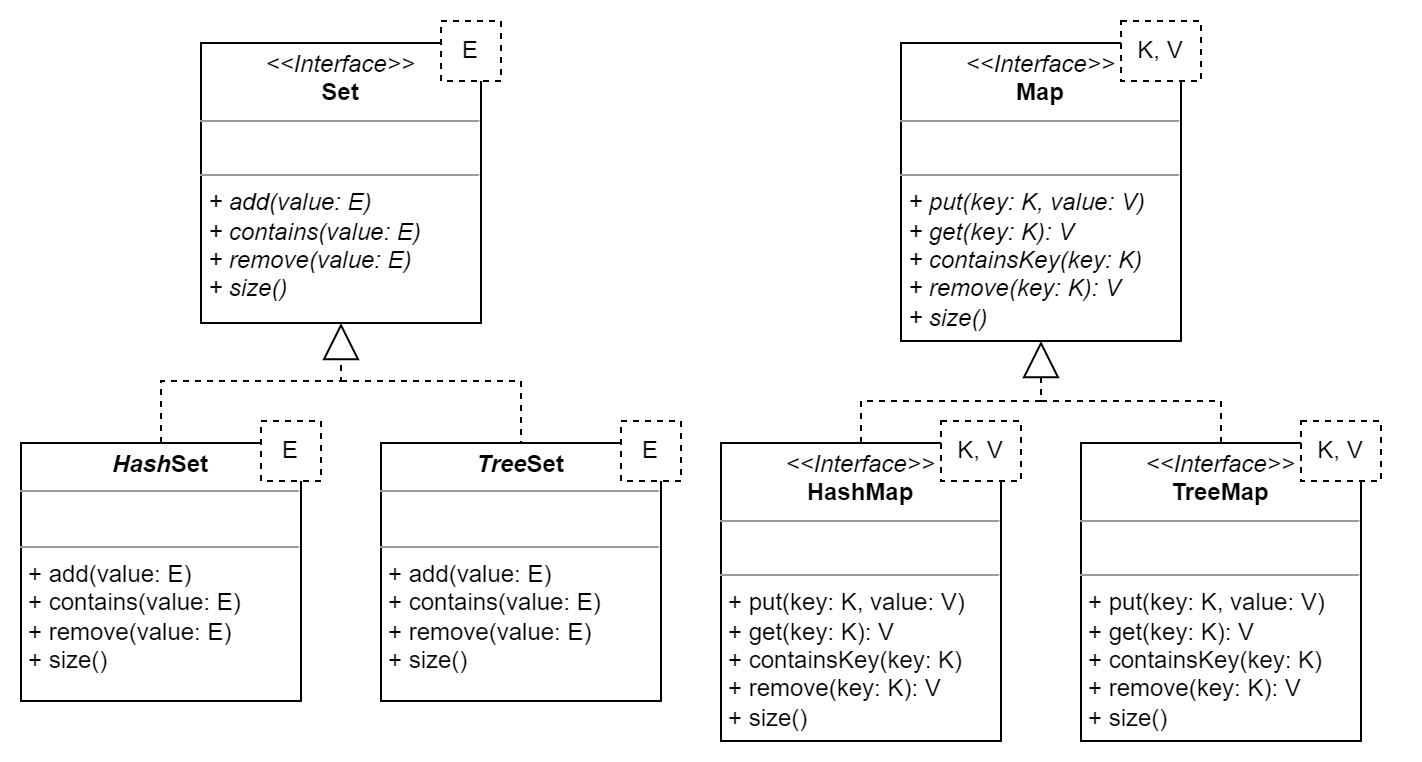 E
<<Interface>>
Set
+ add(value: E)
+ contains(value: E)
+ remove(value: E)
+ size()
E
HashSet
+ add(value: E)
+ contains(value: E)
+ remove(value: E)
+ size()
E
TreeSet
+ add(value: E)
+ contains(value: E)
+ remove(value: E)
+ size()
K, V
<<Interface>>
Map
+ put(key: K, value: V)
+ get(key: K): V
+ containsKey(key: K)
+ remove(key: K): V
+ size()
K, V
<<Interface>>
HashMap
+ put(key: K, value: V)
+ get(key: K): V
+ containsKey(key: K)
+ remove(key: K): V
+ size()
K, V
<<Interface>>
TreeMap
+ put(key: K, value: V)
+ get(key: K): V
+ containsKey(key: K)
+ remove(key: K): V
+ size()